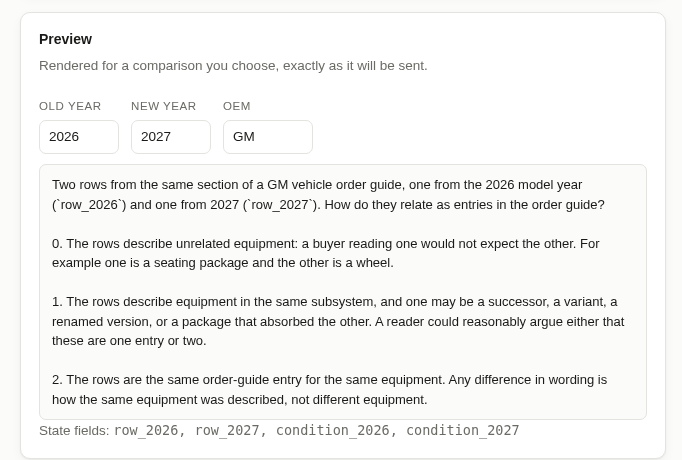 Preview
Rendered for a comparison you choose, exactly as it will be sent.
OLD YEAR NEW YEAR OEM
2026 2027 GM
Two rows from the same section of a GM vehicle order guide, one from the 2026 model year
(`row_2026`) and one from 2027 (`row_2027`). How do they relate as entries in the order guide?
0. The rows describe unrelated equipment: a buyer reading one would not expect the other. For
example one is a seating package and the other is a wheel.
1. The rows describe equipment in the same subsystem, and one may be a successor, a variant, a
renamed version, or a package that absorbed the other. A reader could reasonably argue either that
these are one entry or two.
2. The rows are the same order-guide entry for the same equipment. Any difference in wording is
how the same equipment was described, not different equipment.
State fields: row_2026, row_2027, condition_2026, condition_2027